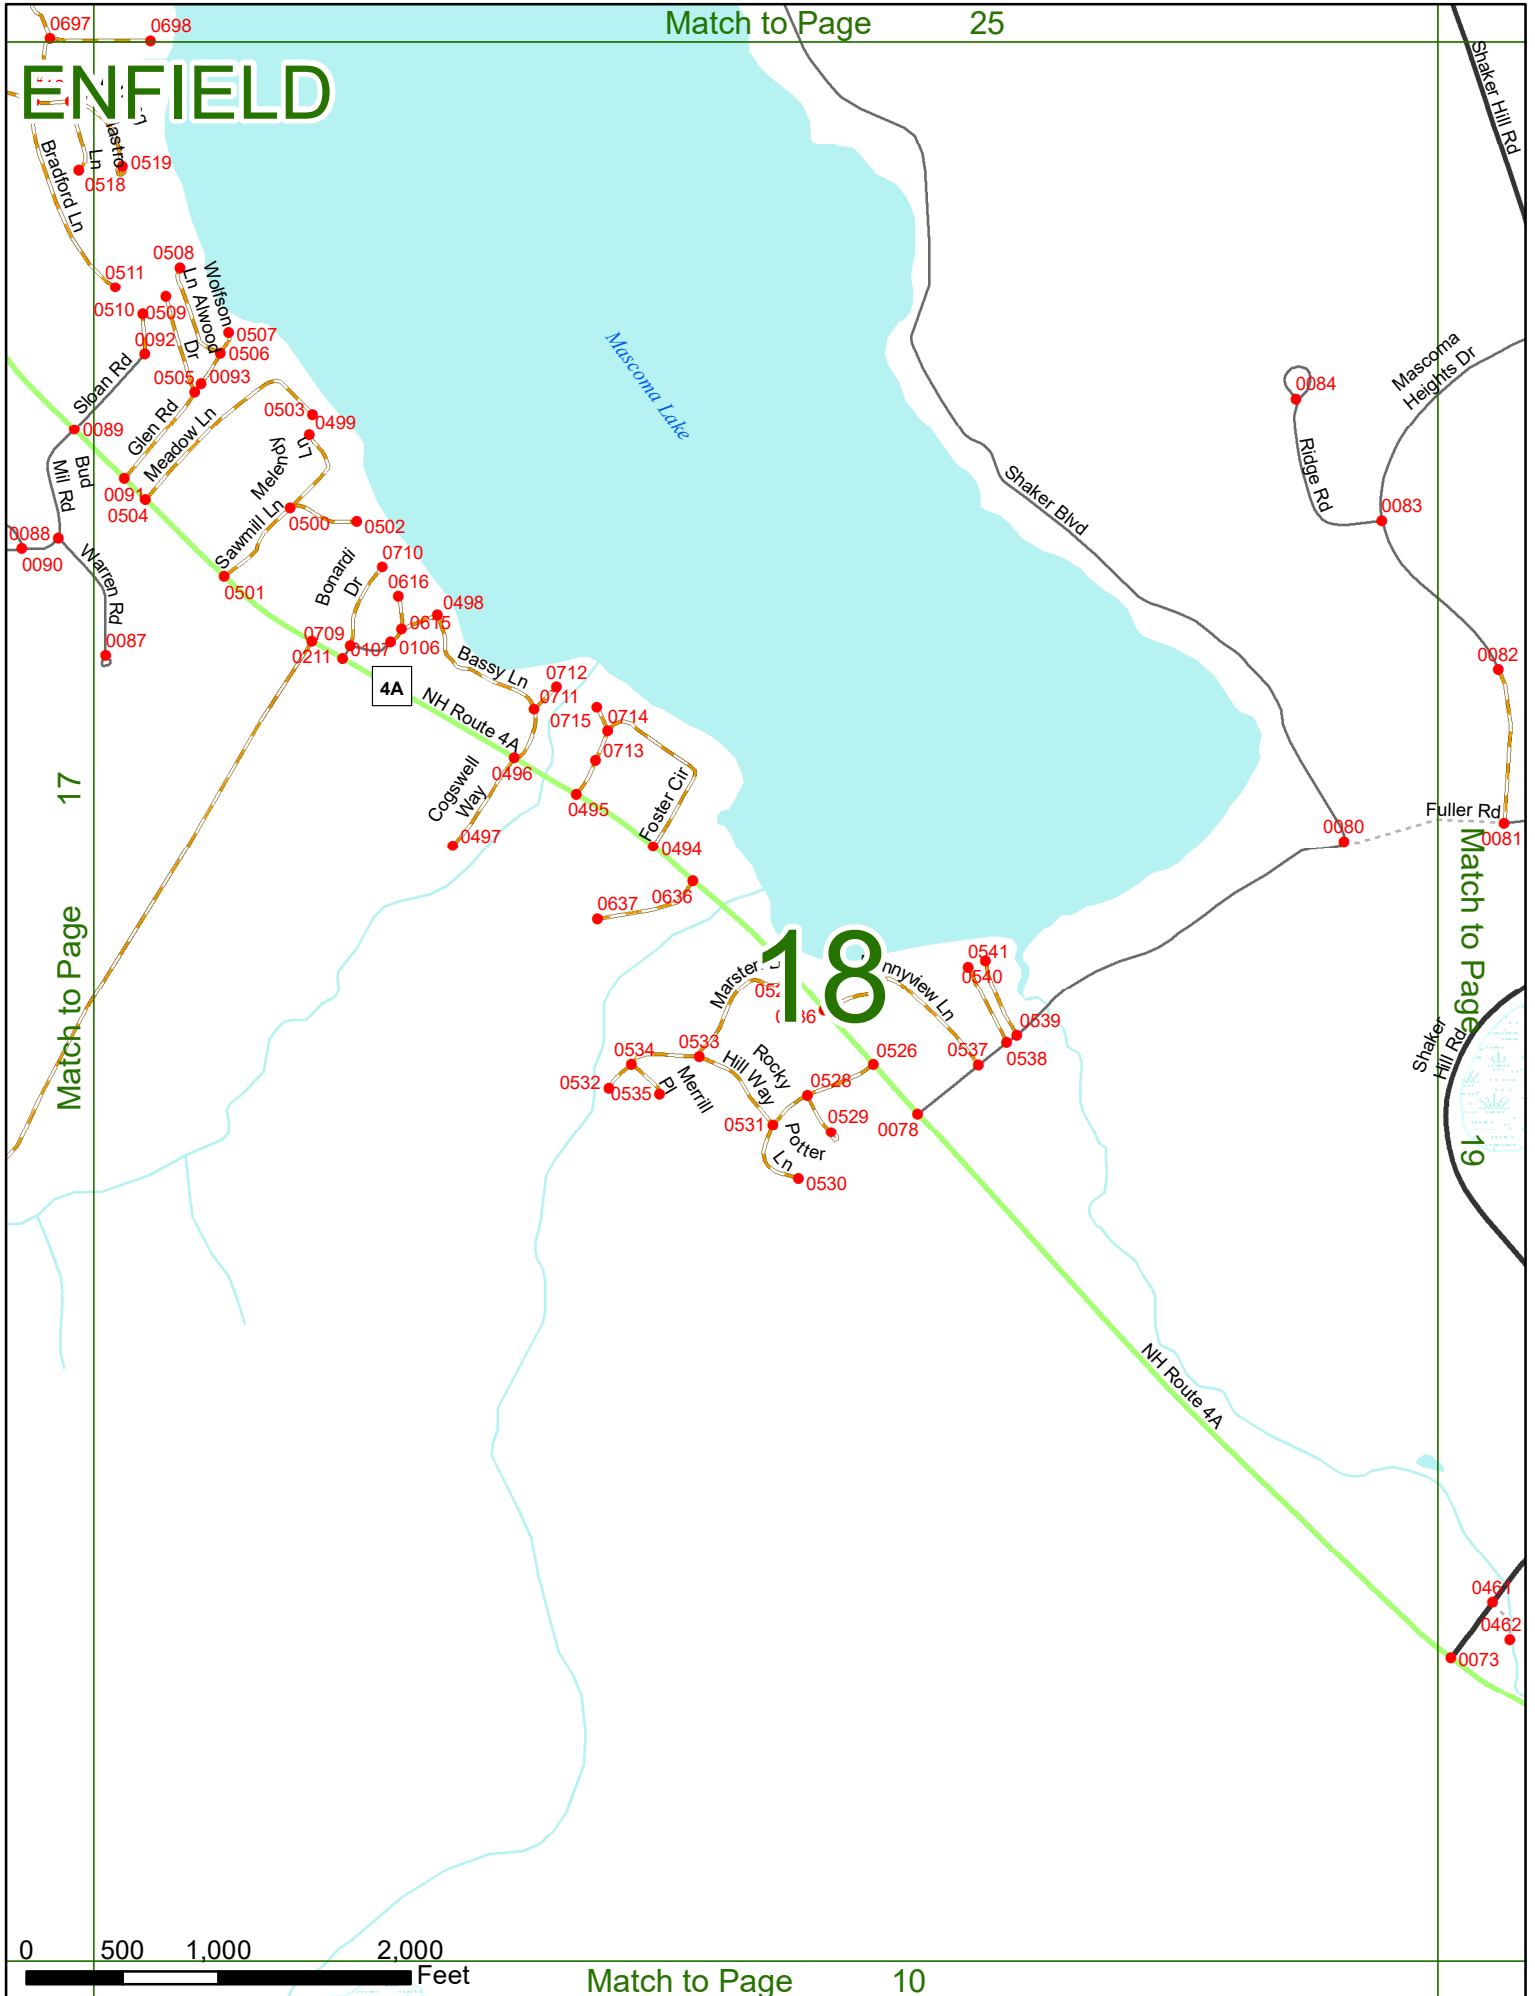 Match to Page 25
0697
0698
ENFIELD
Shaker Hill Rd
Bradford Ln
Ln
0518
0519
0511
0508
Wolfson
Ln
Alwood
0510
0509
0507
0092
0506
Dr
Sloan Rd
0505
0093
Mascoma Lake
Mascoma
Heights Dr
0084
0089
Glen Rd
Meadow Ln
0503
0499
Melendy
Ln
Bud
Mil Rd
0091
0504
Ridge Rd
Shaker Blvd
0083
0500
0502
Sawmill Ln
0088
0090
Warren Rd
0501
Bonardi
Dr
0710
0616
0498
0087
0709
0211
0107
0615
0106
4A
Bassy Ln
0712
0711
0082
NH Route 4A
0715
0714
0713
0496
Cogswell
Way
0495
Foster Cir
0494
0497
17
Match to Page
0080
Fuller Rd
0081
Match to Page
19
0637
0636
18
0541
0540
0539
0538
0537
0526
0533
0534
0532
0535
Pl
Merrill
Hill Way
Rocky
0528
0529
0531
Potter
Ln
0530
0078
Shaker
Hill Rd
NH Route 4A
0461
0462
0073
0 500 1,000 2,000
Feet
Match to Page 10